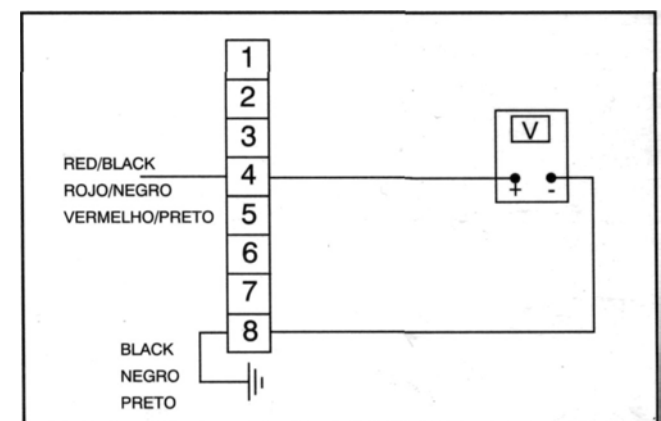 1
2
3
RED/BLACK
ROJO/NEGRO
VERMELHO/PRETO
4
5
6
7
8
V
+ -
BLACK
NEGRO
PRETO